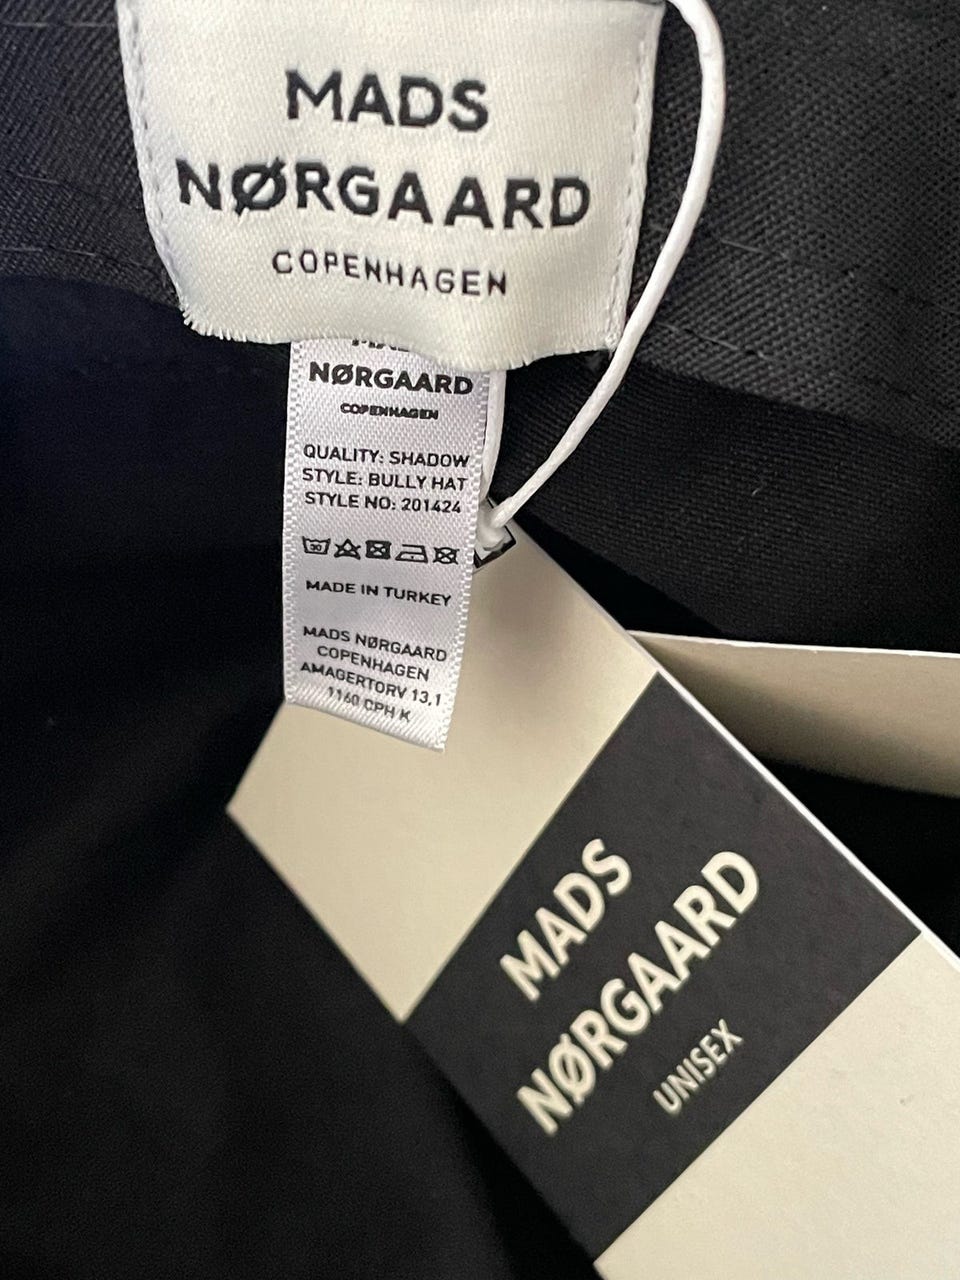 MADS
NØRGAARD
COPENHAGEN
NØRGAARD
COPENHAGEN
QUALITY: SHADOW
STYLE: BULLY HAT
STYLE NO: 201424
30
MADE IN TURKEY
MADS NØRGAARD
COPENHAGEN
AMAGERTORV 13,1
1160 CPH K
MADS
NØRGAARD
UNISEX